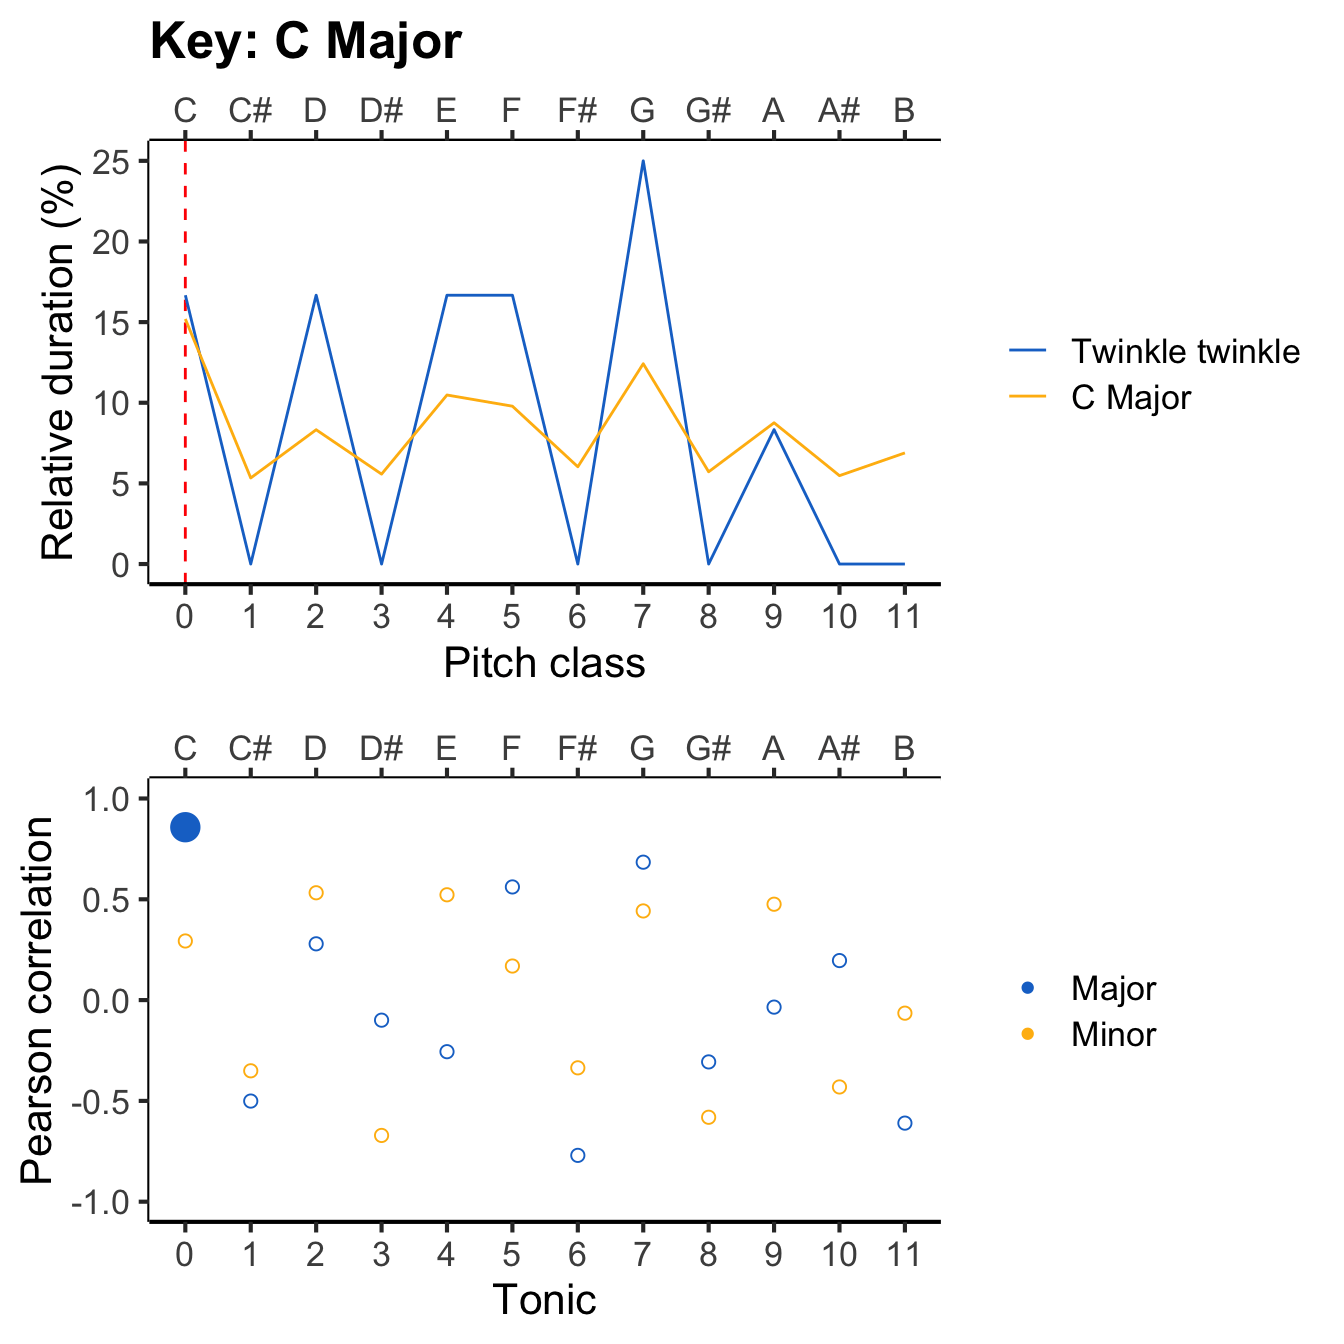 Key: C Major
C C# D D# E F F# G G# A A# B
25
20
15
10
5
0
Relative duration (%)
0 1 2 3 4 5 6 7 8 9 10 11
Pitch class
Twinkle twinkle
C Major
C C# D D# E F F# G G# A A# B
1.0
0.5
0.0
-0.5
-1.0
Pearson correlation
0 1 2 3 4 5 6 7 8 9 10 11
Tonic
Major
Minor